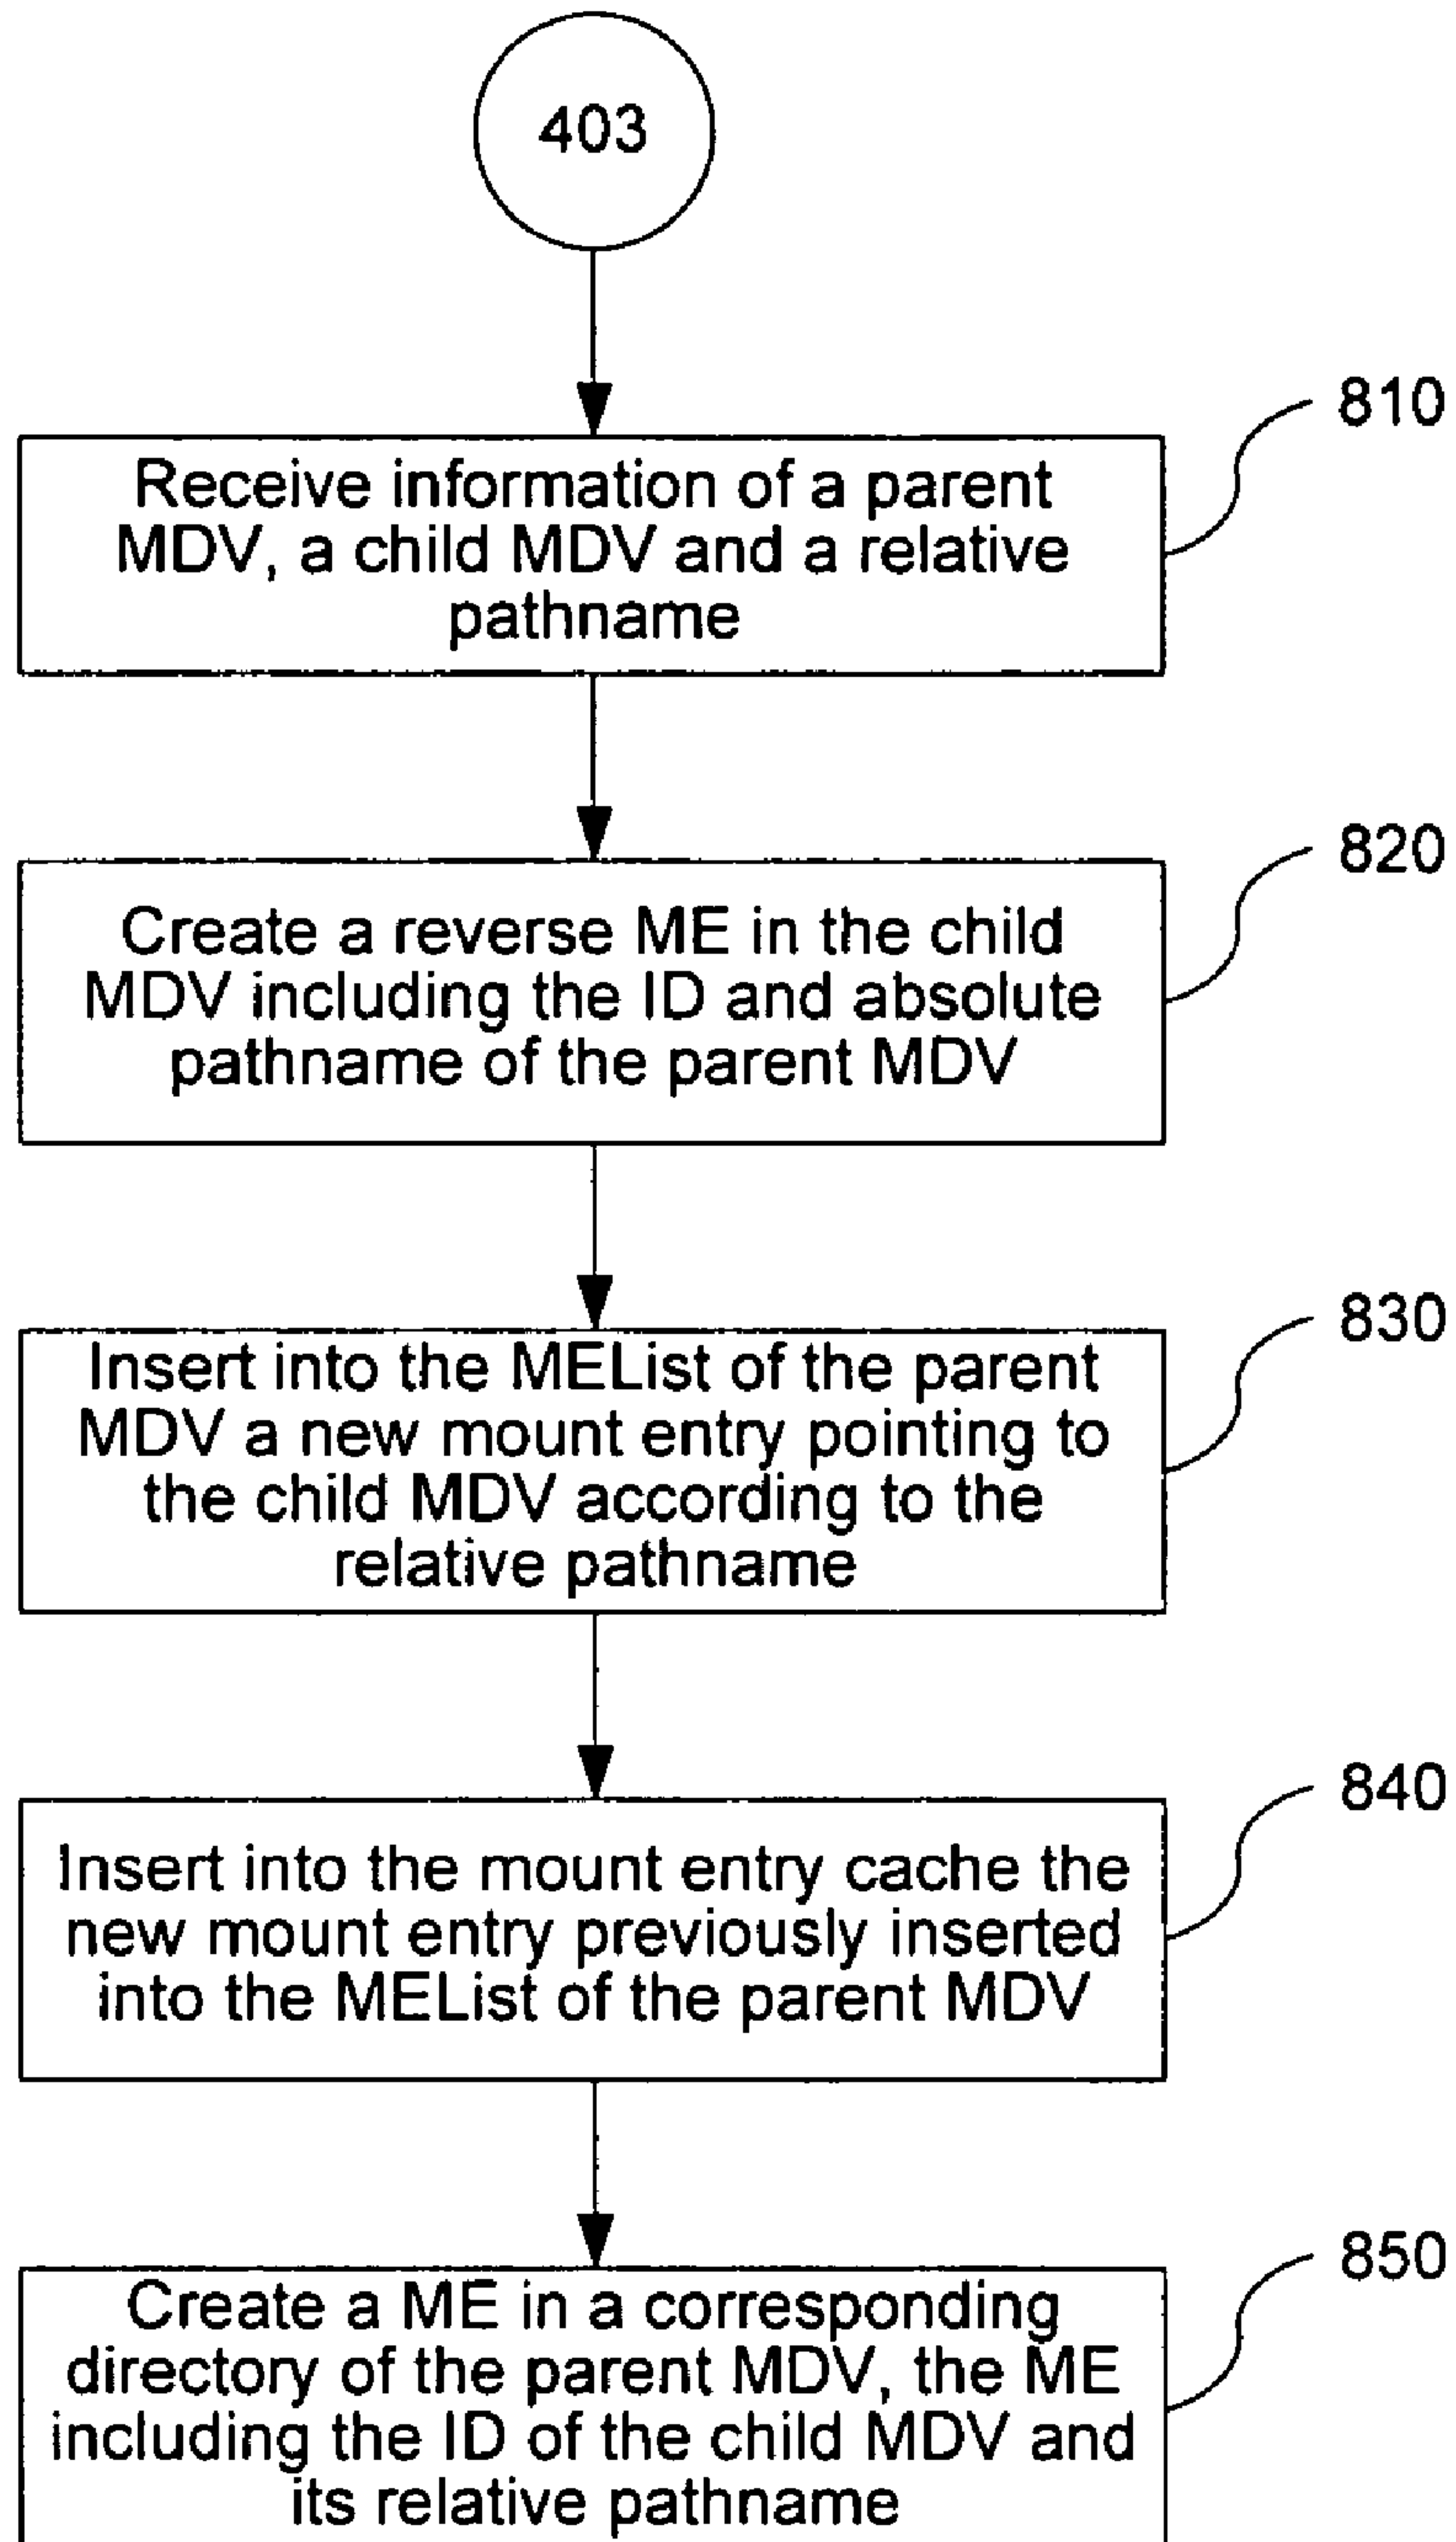 403
810
Receive information of a parent
MDV, a child MDV and a relative
pathname
820
Create a reverse ME in the child
MDV including the ID and absolute
pathname of the parent MDV
830
Insert into the MEList of the parent
MDV a new mount entry pointing to
the child MDV according to the
relative pathname
840
Insert into the mount entry cache the
new mount entry previously inserted
into the MEList of the parent MDV
850
Create a ME in a corresponding
directory of the parent MDV, the ME
including the ID of the child MDV and
its relative pathname